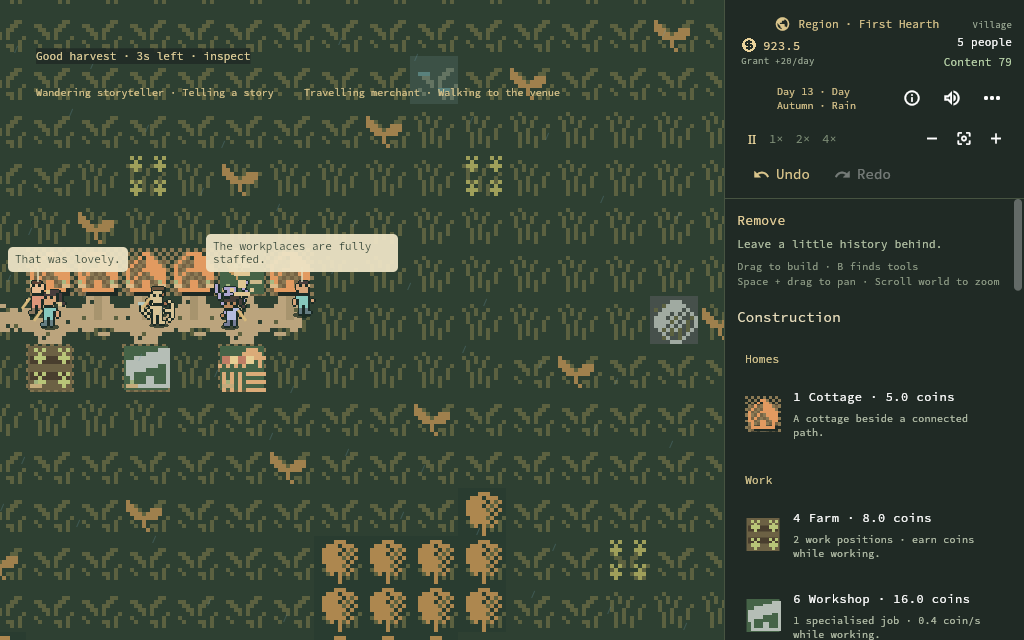 Good harvest · 3s left · inspect
Wandering storyteller · Telling a story
Travelling merchant · Walking to the venue
That was lovely.
The workplaces are fully
staffed.
Region · First Hearth
Village
923.5
5 people
Grant +20/day
Content 79
Day 13 · Day
Autumn · Rain
II 1× 2× 4×
Undo
Redo
Remove
Leave a little history behind.
Drag to build · B finds tools
Space + drag to pan · Scroll world to zoom
Construction
Homes
1 Cottage · 5.0 coins
A cottage beside a connected
path.
Work
4 Farm · 8.0 coins
2 work positions · earn coins
while working.
6 Workshop · 16.0 coins
1 specialised job · 0.4 coin/s
while working.